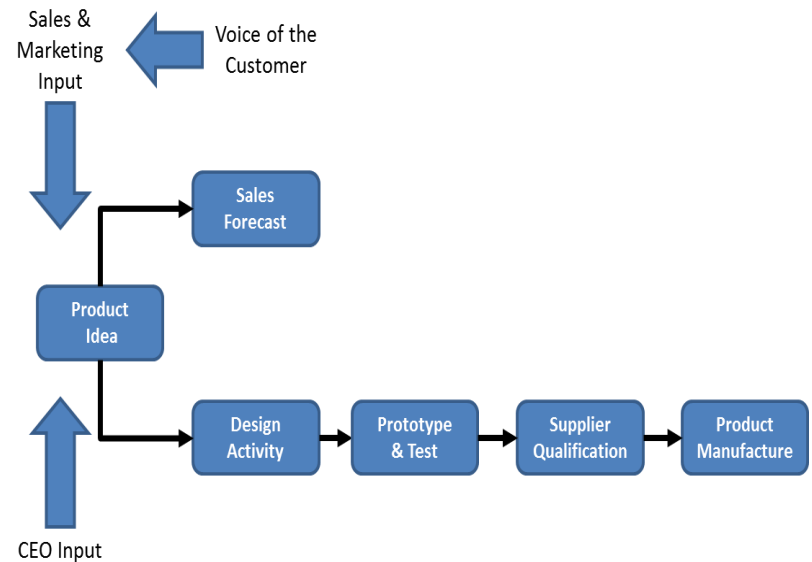 Sales &
Marketing
Input
Voice of the
Customer
Sales
Forecast
Product
Idea
Design
Activity
Prototype
& Test
Supplier
Qualification
Product
Manufacture
CEO Input